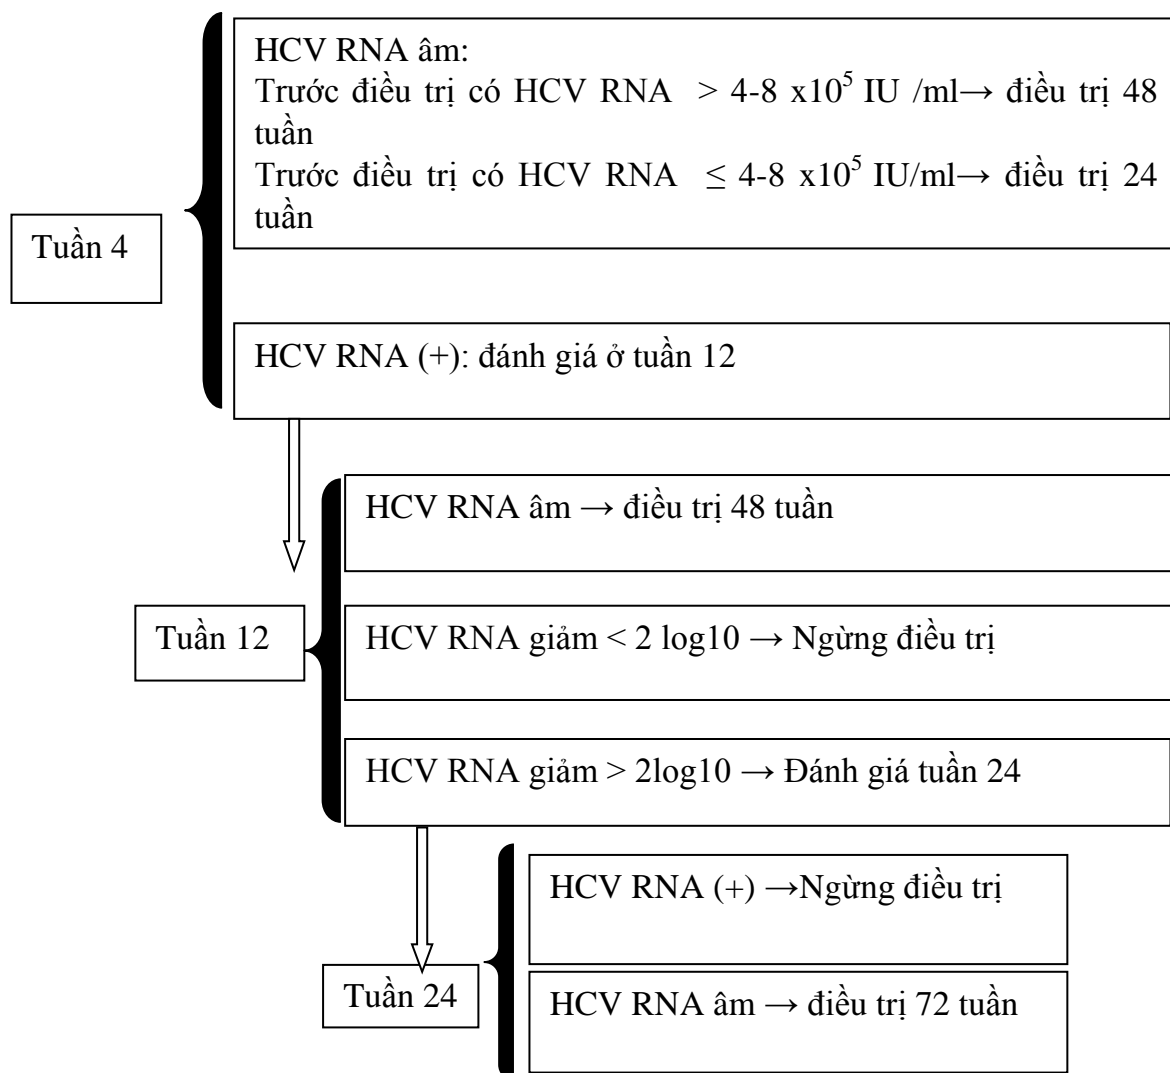 HCV RNA âm:
Trước điều trị có HCV RNA > 4-8 x10⁵ IU /ml→ điều trị 48
tuần
Trước điều trị có HCV RNA ≤ 4-8 x10⁵ IU/ml→ điều trị 24
tuần
Tuần 4
HCV RNA (+): đánh giá ở tuần 12
HCV RNA âm → điều trị 48 tuần
Tuần 12
HCV RNA giảm < 2 log10 → Ngừng điều trị
HCV RNA giảm > 2log10 → Đánh giá tuần 24
HCV RNA (+) →Ngừng điều trị
Tuần 24
HCV RNA âm → điều trị 72 tuần